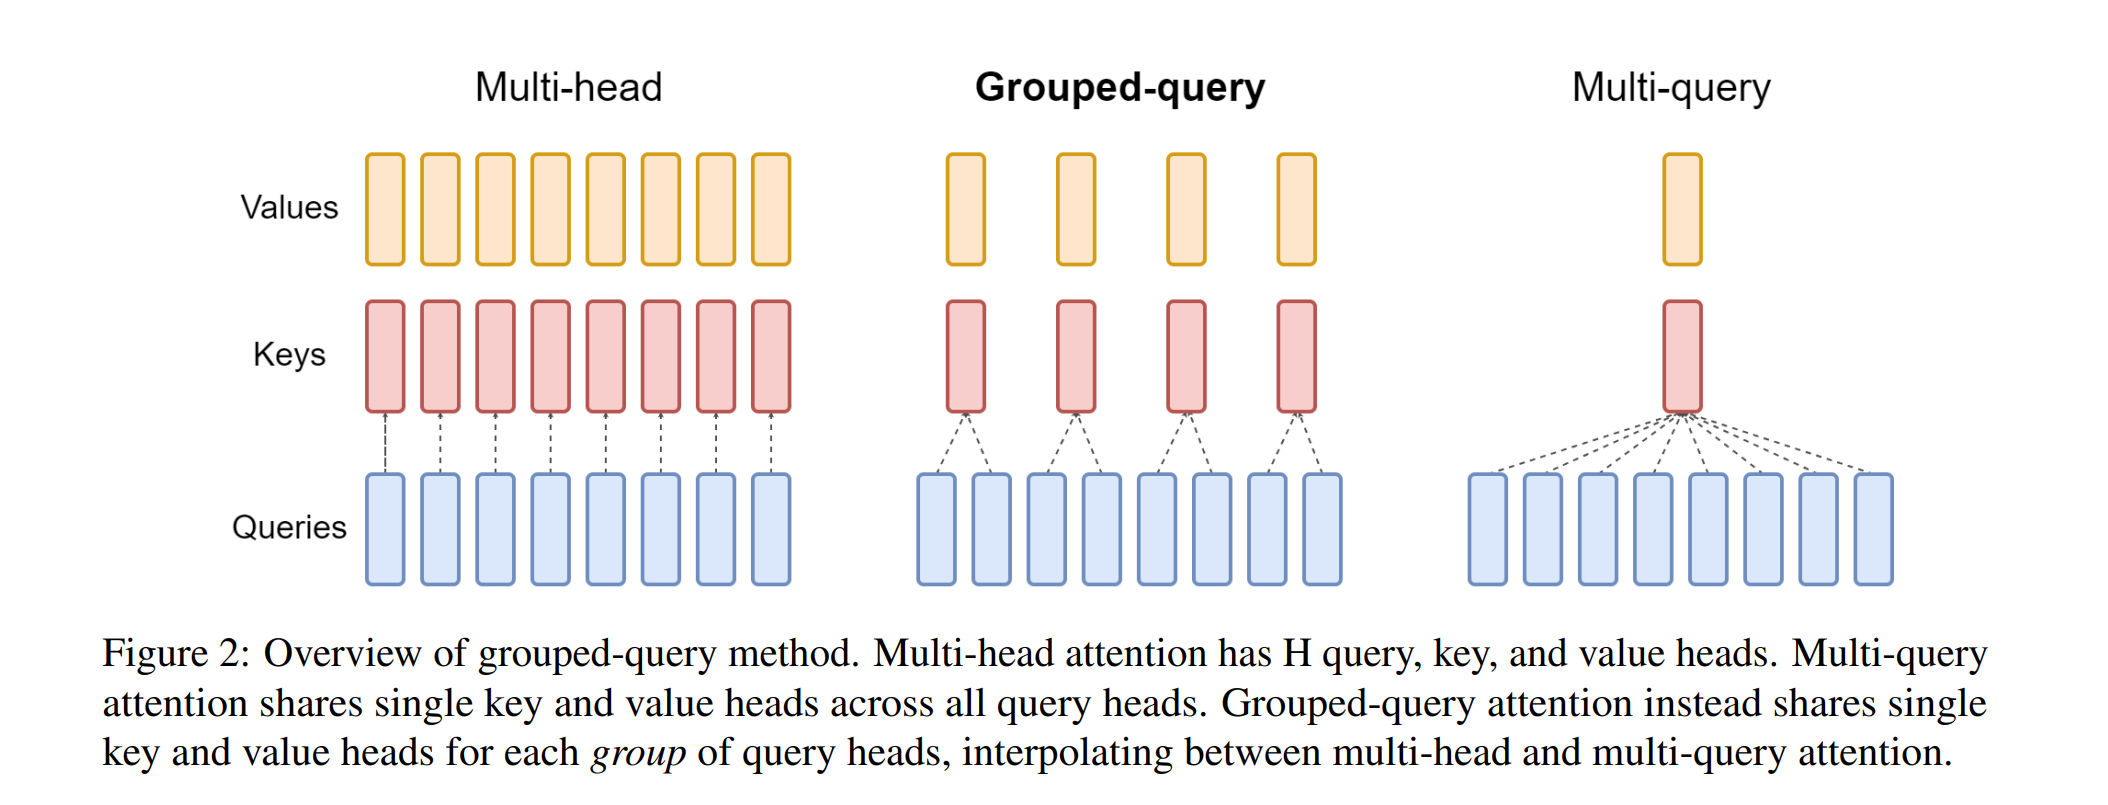 Multi-head
Grouped-query
Multi-query
Values
Keys
Queries
Figure 2: Overview of grouped-query method. Multi-head attention has H query, key, and value heads. Multi-query
attention shares single key and value heads across all query heads. Grouped-query attention instead shares single
key and value heads for each group of query heads, interpolating between multi-head and multi-query attention.